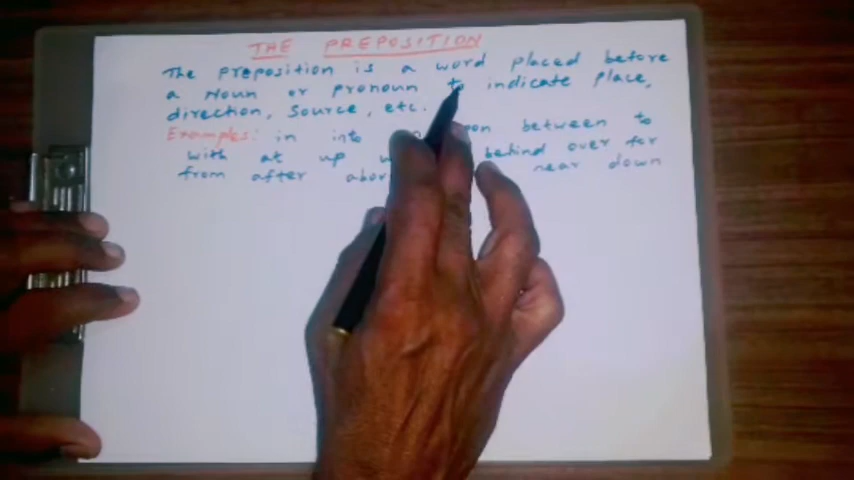 THE PREPOSITION
The preposition is a word placed before
a Noun or pronoun to indicate place,
direction, Source, etc.
Examples: in into between to
with at up behind over for
from after near down